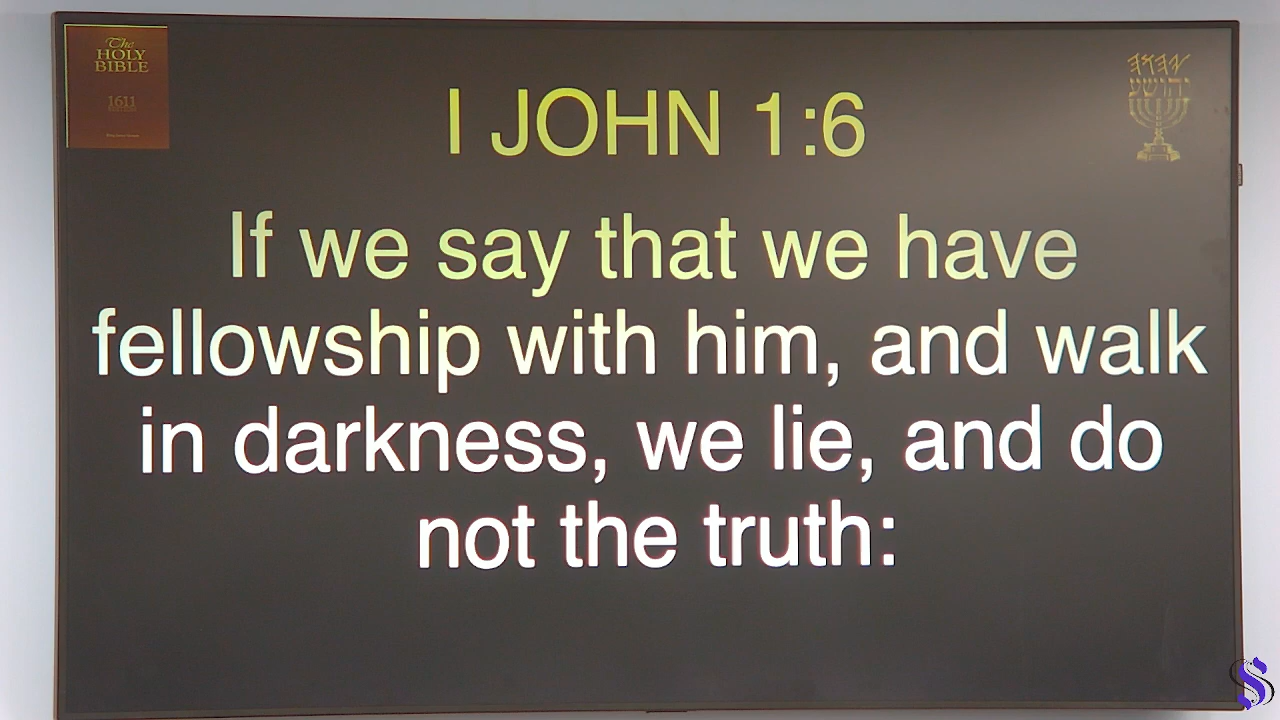 The
HOLY
BIBLE
1611
I JOHN 1:6
If we say that we have
fellowship with him, and walk
in darkness, we lie, and do
not the truth:
יהושע